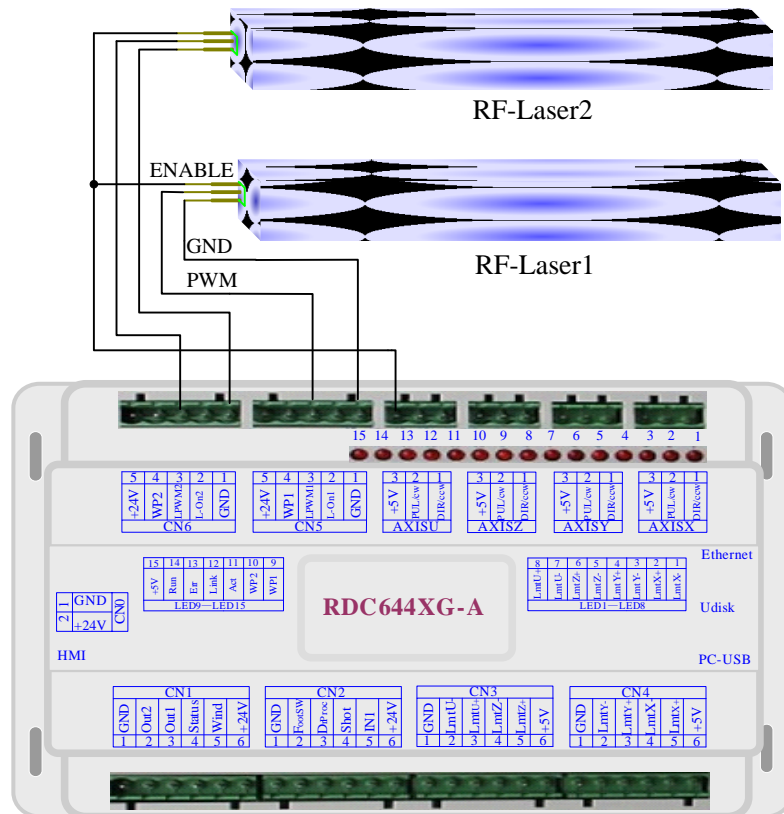 RF-Laser2
ENABLE
GND
RF-Laser1
PWM
15 14 13 12 11 10 9 8 7 6 5 4 3 2 1
5 4 3 2 1
+24V WP2 LPWM2 L-On2 GND
CN6
5 4 3 2 1
+24V WP1 LPWM1 L-On1 GND
CN5
3 2 1
+5V PUL/cw DIR/ccw
AXISU
3 2 1
+5V PUL/cw DIR/ccw
AXISZ
3 2 1
+5V PUL/cw DIR/ccw
AXISY
3 2 1
+5V PUL/cw DIR/ccw
AXISX
Ethernet
15 14 13 12 11 10 9
+5V Run Err Link Act WP2 WP1
LED9—LED15
8 7 6 5 4 3 2 1
LmtU+ LmtU- LmtZ+ LmtZ- LmtY+ LmtY- LmtX+ LmtX-
LED1—LED8
1 GND
2 +24V
CN0
RDC644XG-A
Udisk
HMI
PC-USB
CN1
GND Out2 Out1 Status Wind +24V
1 2 3 4 5 6
CN2
GND FootSW DrProc Shot IN1 +24V
1 2 3 4 5 6
CN3
GND LmtU- LmtU+ LmtZ- LmtZ+ +5V
1 2 3 4 5 6
CN4
GND LmtY- LmtY+ LmtX- LmtX+ +5V
1 2 3 4 5 6